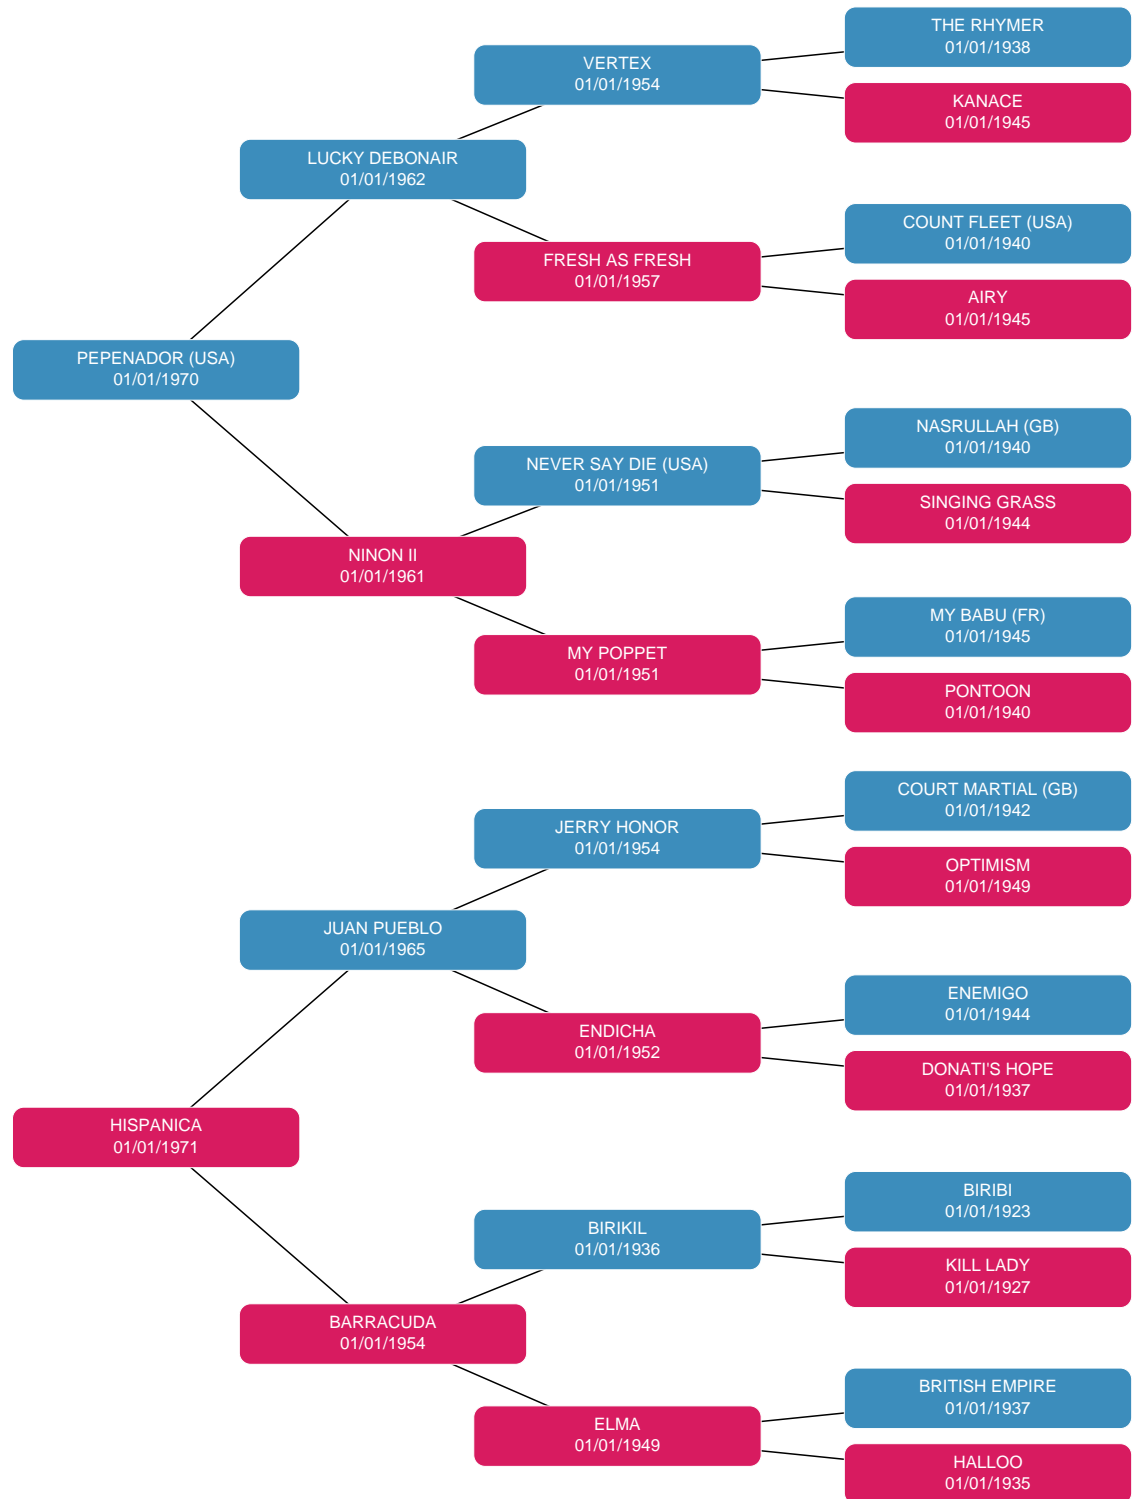 THE RHYMER
01/01/1938
VERTEX
01/01/1954
KANACE
01/01/1945
LUCKY DEBONAIR
01/01/1962
COUNT FLEET (USA)
01/01/1940
FRESH AS FRESH
01/01/1957
AIRY
01/01/1945
PEPENADOR (USA)
01/01/1970
NASRULLAH (GB)
01/01/1940
NEVER SAY DIE (USA)
01/01/1951
SINGING GRASS
01/01/1944
NINON II
01/01/1961
MY BABU (FR)
01/01/1945
MY POPPET
01/01/1951
PONTOON
01/01/1940
COURT MARTIAL (GB)
01/01/1942
JERRY HONOR
01/01/1954
OPTIMISM
01/01/1949
JUAN PUEBLO
01/01/1965
ENEMIGO
01/01/1944
ENDICHA
01/01/1952
DONATI'S HOPE
01/01/1937
HISPANICA
01/01/1971
BIRIBI
01/01/1923
BIRIKIL
01/01/1936
KILL LADY
01/01/1927
BARRACUDA
01/01/1954
BRITISH EMPIRE
01/01/1937
ELMA
01/01/1949
HALLOO
01/01/1935